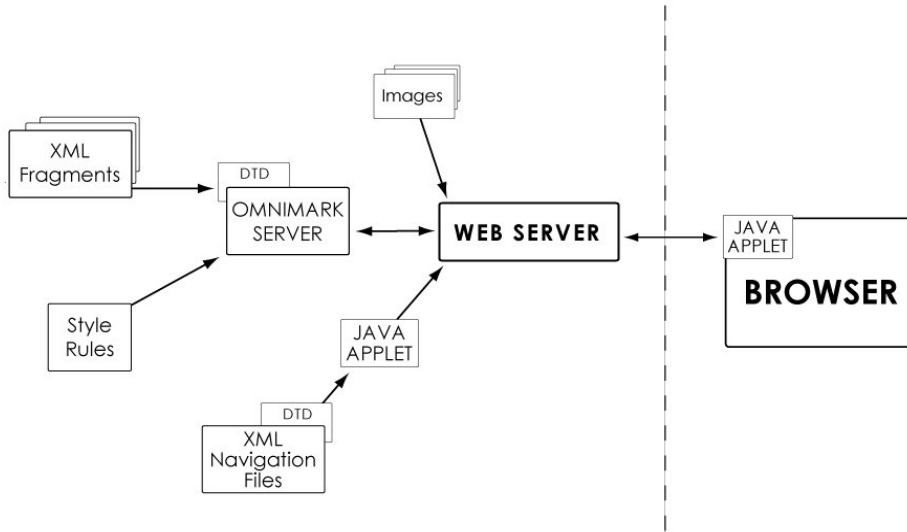 Images
XML
Fragments
DTD
OMNIMARK
SERVER
WEB SERVER
JAVA
APPLET
BROWSER
Style
Rules
JAVA
APPLET
DTD
XML
Navigation
Files